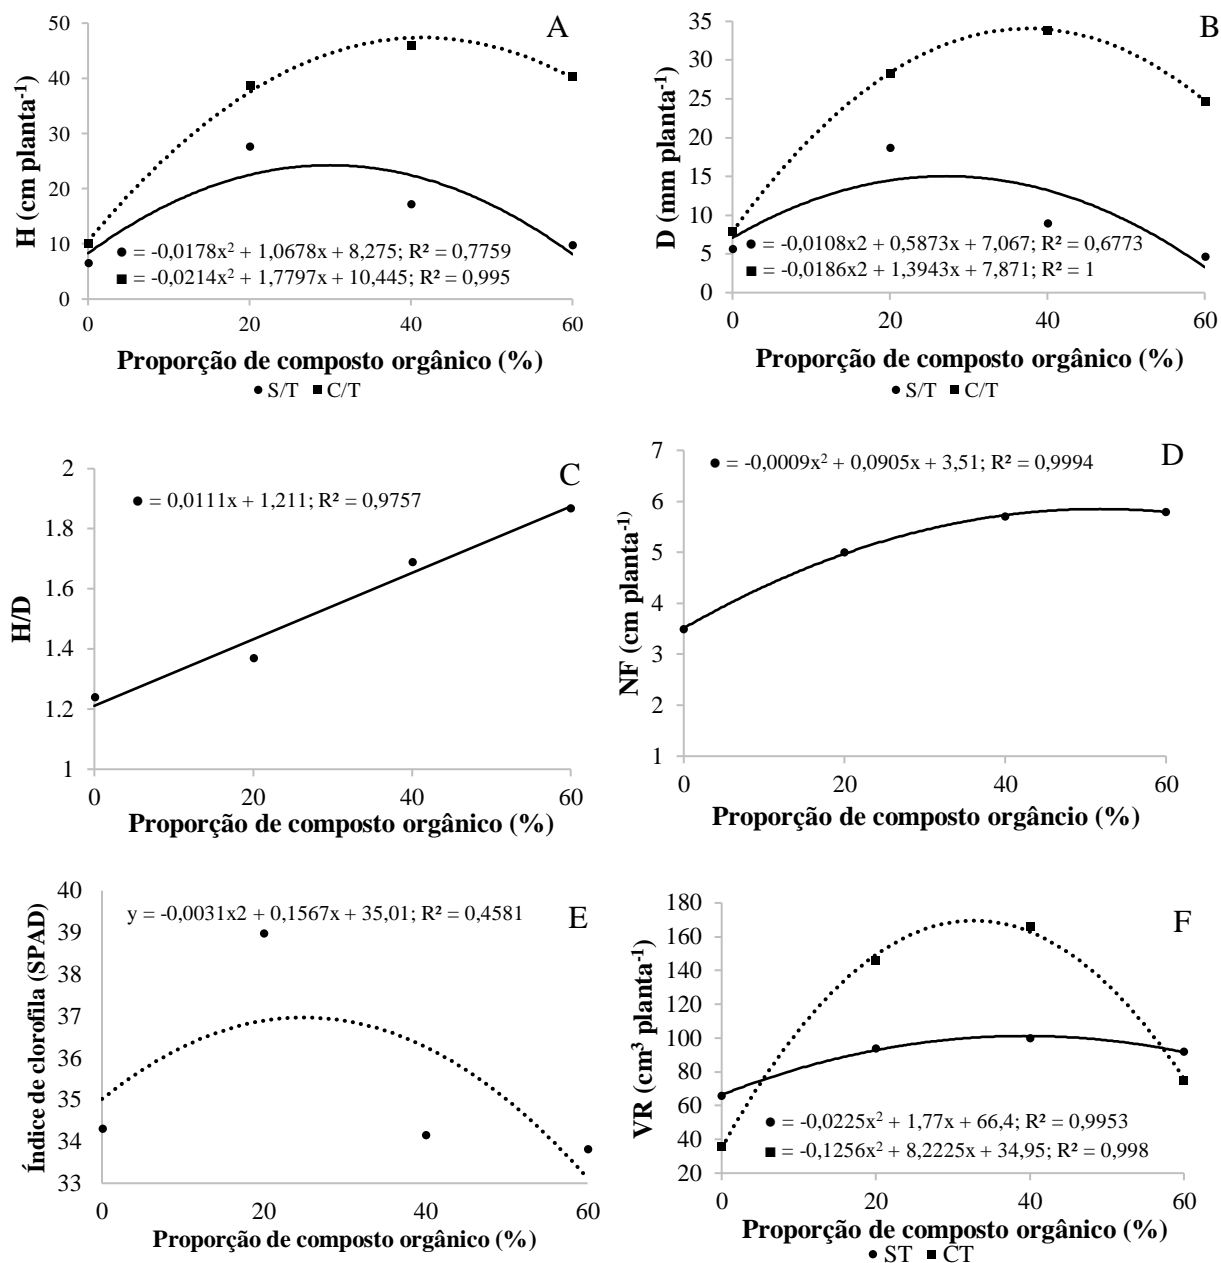 A
H (cm planta-1)
50
40
30
20
10
0
● = -0,0178x² + 1,0678x + 8,275; R² = 0,7759
■ = -0,0214x² + 1,7797x + 10,445; R² = 0,995
0 20 40 60
Proporção de composto orgânico (%)
● S/T ■ C/T
B
D (mm planta-1)
35
30
25
20
15
10
5
0
● = -0,0108x2 + 0,5873x + 7,067; R² = 0,6773
■ = -0,0186x2 + 1,3943x + 7,871; R² = 1
0 20 40 60
Proporção de composto orgânico (%)
● S/T ■ C/T
C
H/D
2
1.8
1.6
1.4
1.2
1
● = 0,0111x + 1,211; R² = 0,9757
0 20 40 60
Proporção de composto orgânico (%)
D
NF (cm planta-1)
7
6
5
4
3
2
1
● = -0,0009x² + 0,0905x + 3,51; R² = 0,9994
0 20 40 60
Proporção de composto orgâncio (%)
E
Índice de clorofila (SPAD)
40
39
38
37
36
35
34
33
y = -0,0031x2 + 0,1567x + 35,01; R² = 0,4581
0 20 40 60
Proporção de composto orgânico (%)
F
VR (cm³ planta-1)
180
160
140
120
100
80
60
40
20
● = -0,0225x² + 1,77x + 66,4; R² = 0,9953
■ = -0,1256x² + 8,2225x + 34,95; R² = 0,998
0 20 40 60
Proporção de composto orgânico (%)
● ST ■ CT